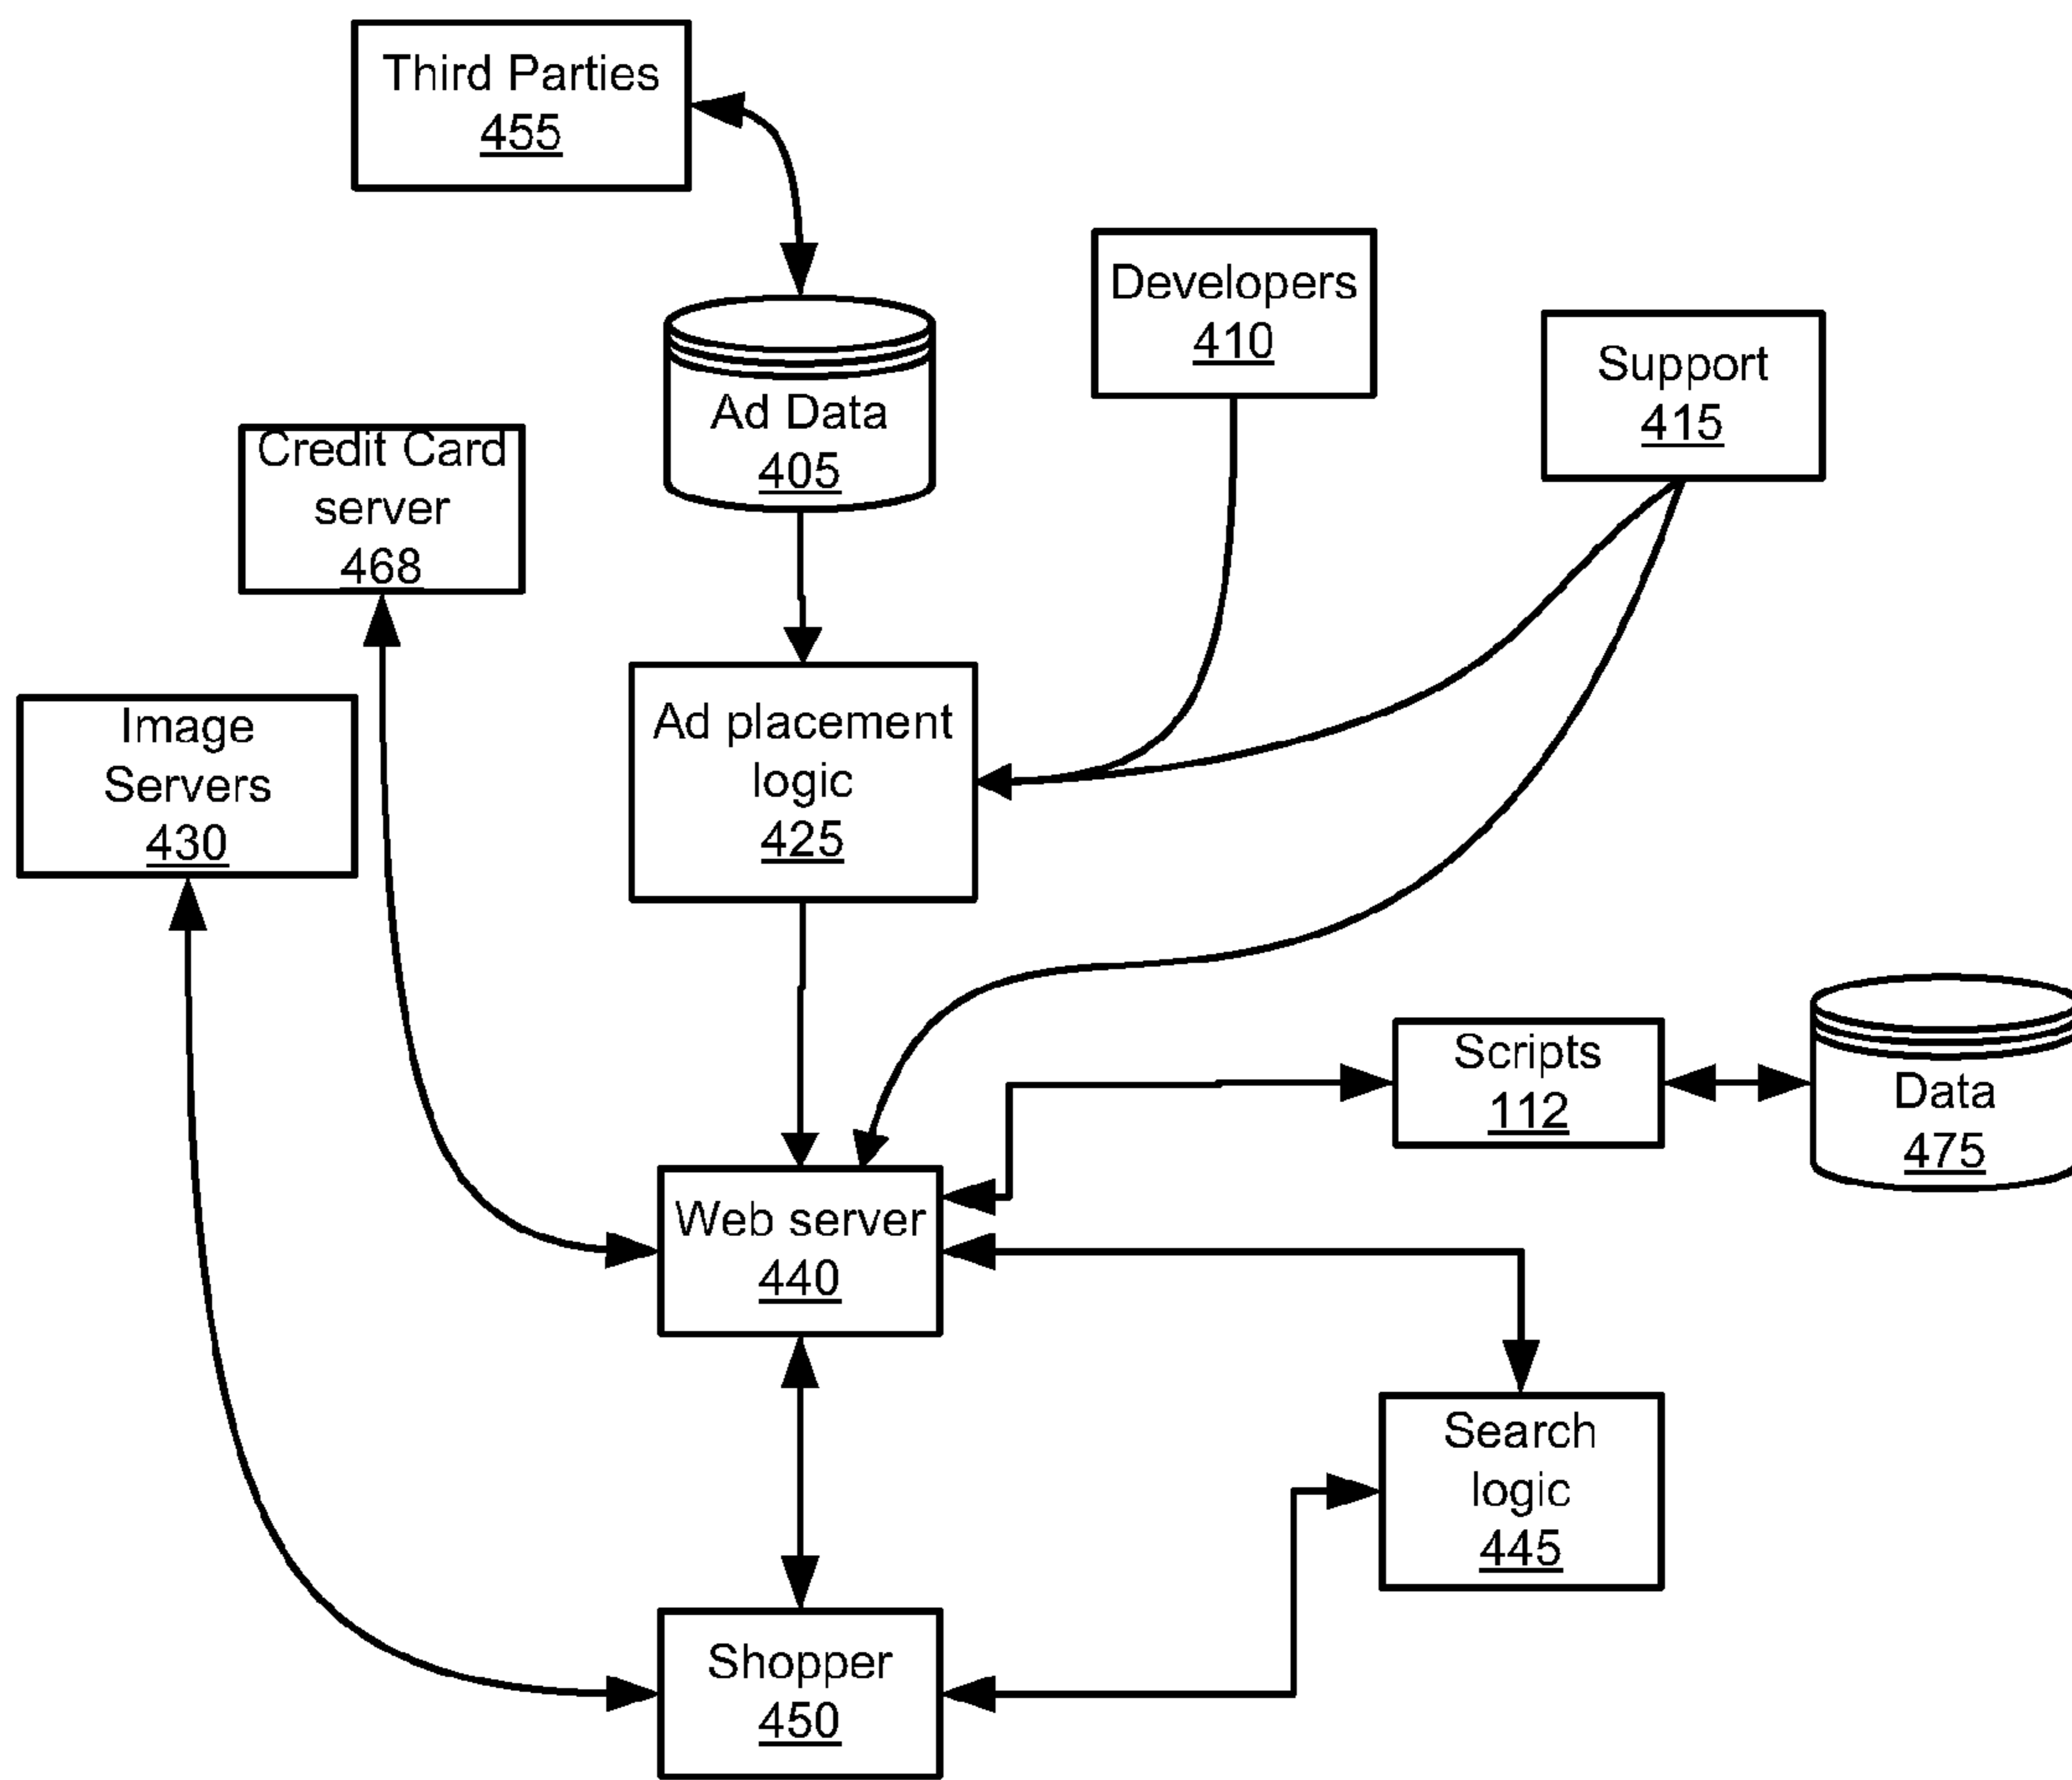 Third Parties
455
Developers
410
Support
415
Ad Data
405
Credit Card
server
468
Ad placement
logic
425
Image
Servers
430
Scripts
112
Data
475
Web server
440
Search
logic
445
Shopper
450